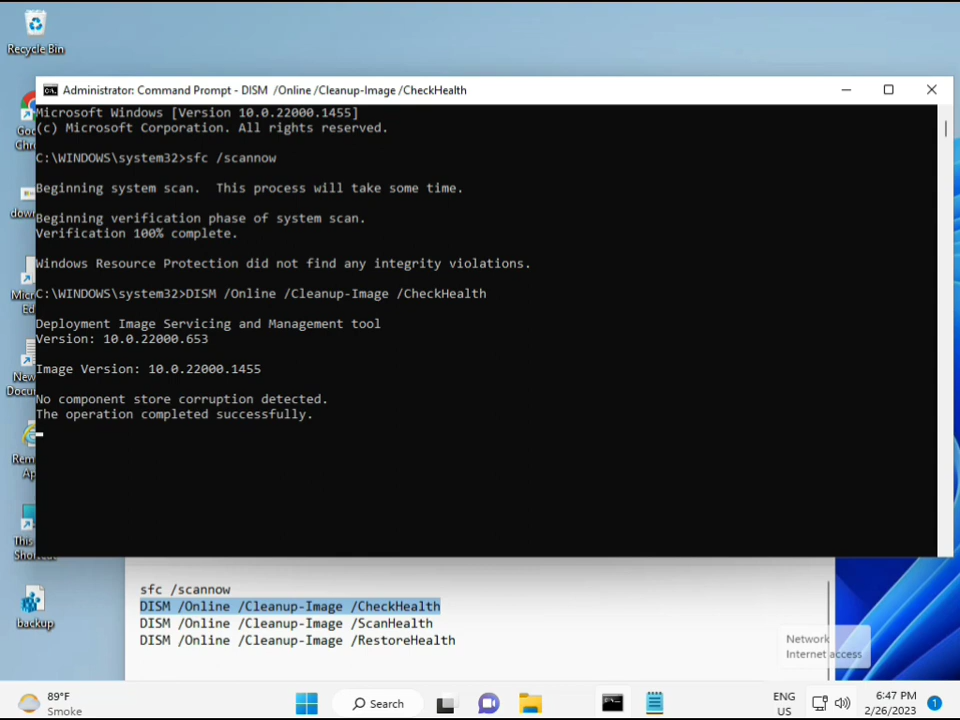 Recycle Bin
Administrator: Command Prompt - DISM  /Online /Cleanup-Image /CheckHealth
Microsoft Windows [Version 10.0.22000.1455]
(c) Microsoft Corporation. All rights reserved.
C:\WINDOWS\system32>sfc /scannow
Beginning system scan.  This process will take some time.
Beginning verification phase of system scan.
Verification 100% complete.
Windows Resource Protection did not find any integrity violations.
C:\WINDOWS\system32>DISM /Online /Cleanup-Image /CheckHealth
Deployment Image Servicing and Management tool
Version: 10.0.22000.653
Image Version: 10.0.22000.1455
No component store corruption detected.
The operation completed successfully.
backup
sfc /scannow
DISM /Online /Cleanup-Image /CheckHealth
DISM /Online /Cleanup-Image /ScanHealth
DISM /Online /Cleanup-Image /RestoreHealth
Network
Internet access
89°F
Smoke
Search
ENG
US
6:47 PM
2/26/2023
1